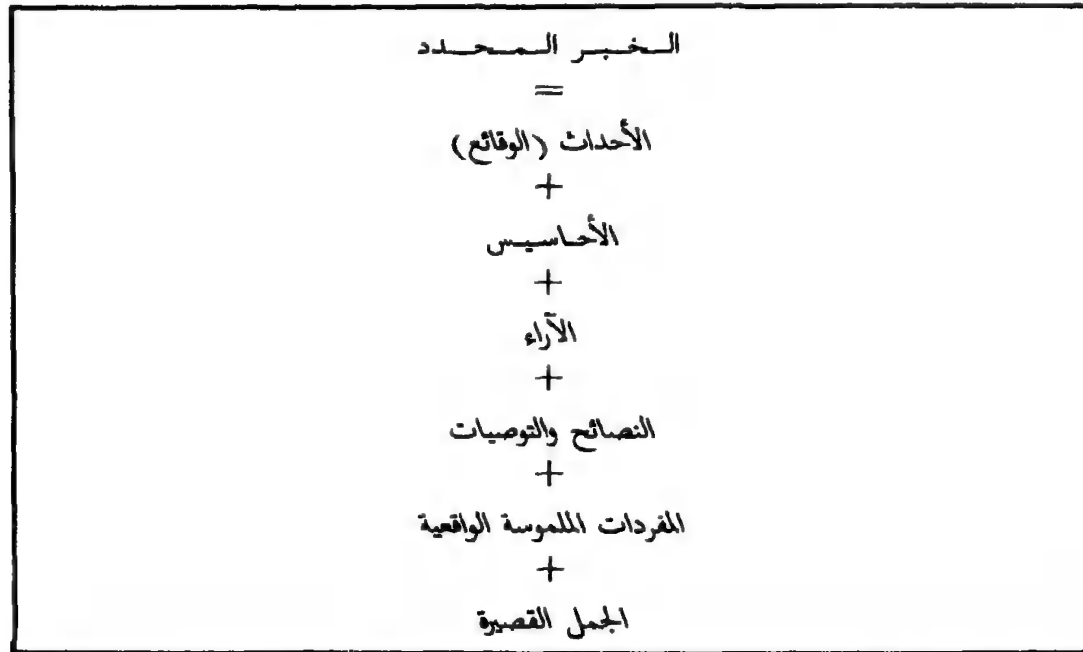 الخبر المحدد
=
الأحداث (الوقائع)
+
الأحاسيس
+
الآراء
+
النصائح والتوصيات
+
المفردات الملموسة الواقعية
+
الجمل القصيرة